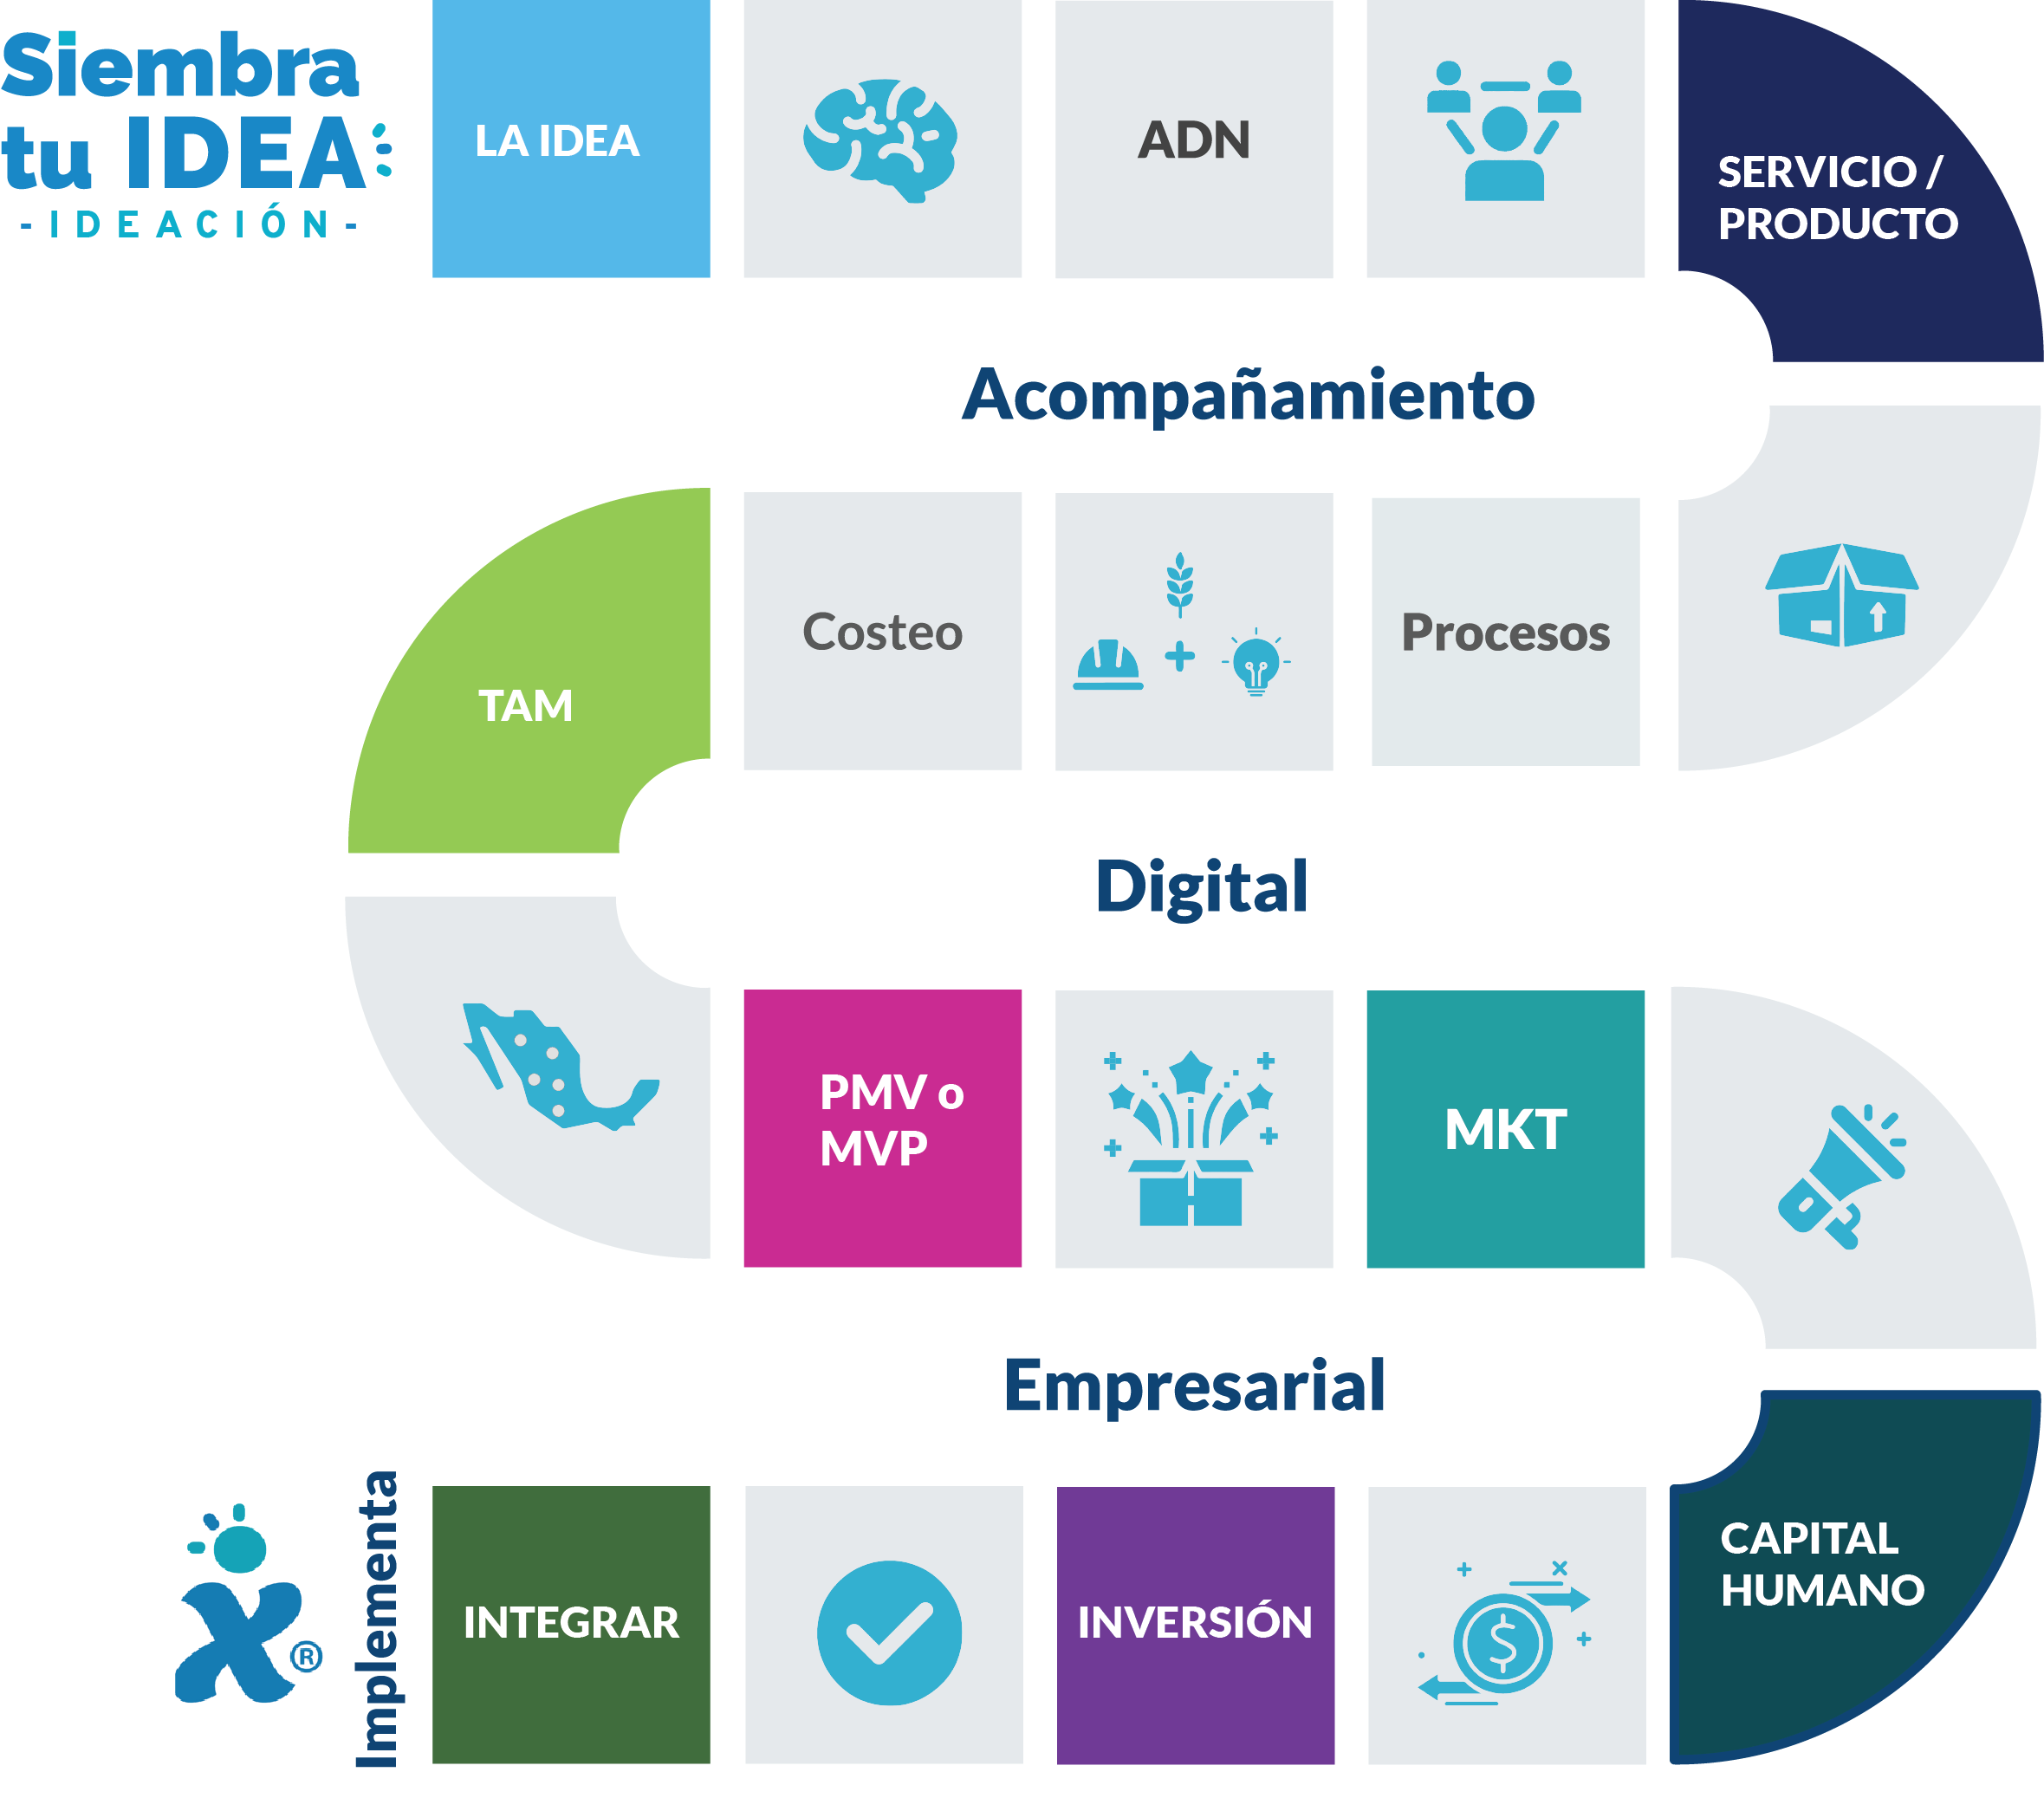 Siembra
tu IDEA
- IDEACIÓN -
LA IDEA
ADN
SERVICIO /
PRODUCTO
Acompañamiento
TAM
Costeo
Procesos
Digital
PMV o
MVP
MKT
Empresarial
®
Implementa
INTEGRAR
INVERSIÓN
$
CAPITAL
HUMANO